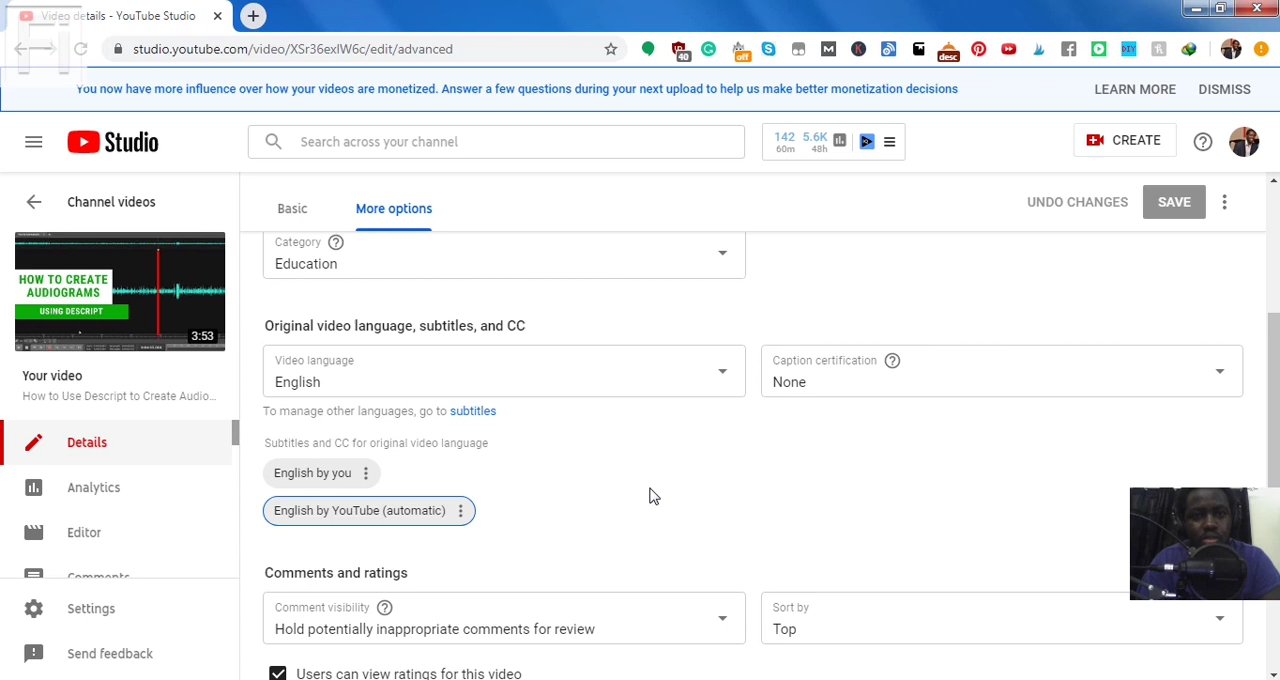 Video details - YouTube Studio
studio.youtube.com/video/XSr36exIW6c/edit/advanced
40
off
desc
DIY
You now have more influence over how your videos are monetized. Answer a few questions during your next upload to help us make better monetization decisions
LEARN MORE
DISMISS
Studio
Search across your channel
142 5.6K
60m 48h
CREATE
Channel videos
Basic
More options
UNDO CHANGES
SAVE
HOW TO CREATE
AUDIOGRAMS
USING DESCRIPT
3:53
Category
Education
Your video
How to Use Descript to Create Audio...
Original video language, subtitles, and CC
Video language
English
Caption certification
None
To manage other languages, go to subtitles
Details
Subtitles and CC for original video language
English by you
Analytics
English by YouTube (automatic)
Editor
Comments
Comments and ratings
Settings
Comment visibility
Hold potentially inappropriate comments for review
Sort by
Top
Send feedback
Users can view ratings for this video